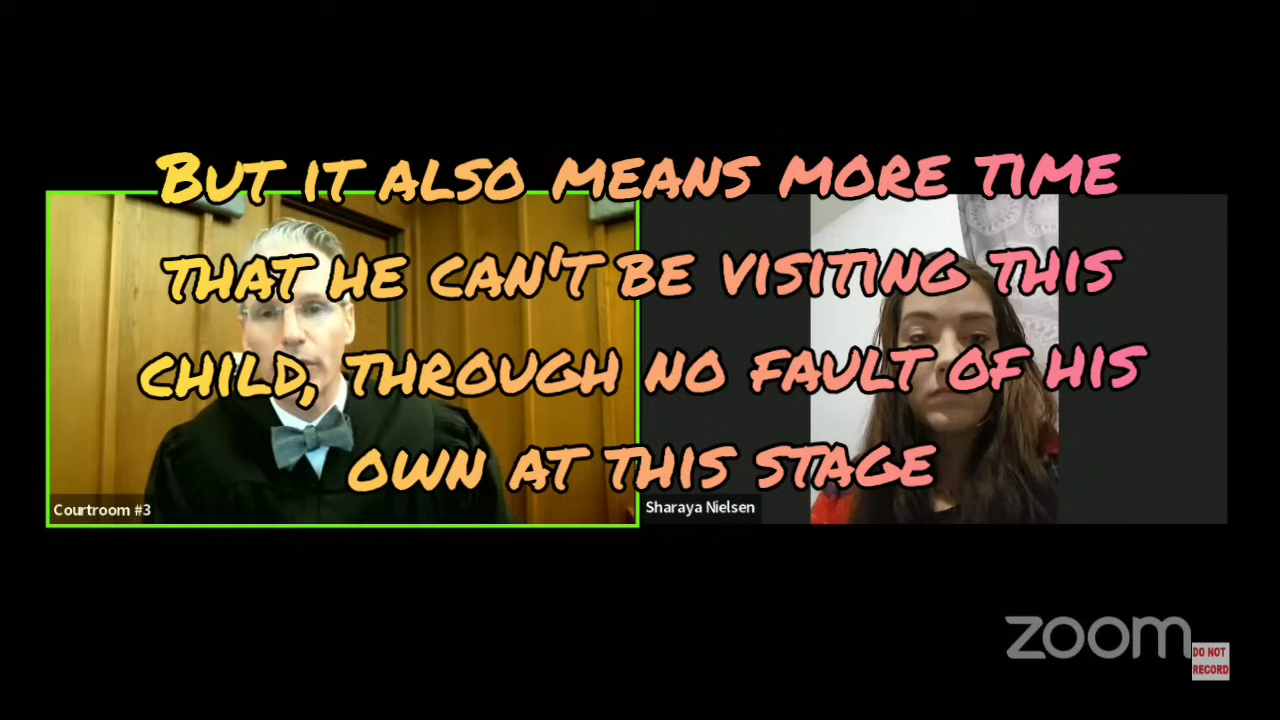 But it also means more time
that he can't be visiting this
child, through no fault of his
own at this stage
Courtroom #3
Sharaya Nielsen
zoom
DO NOT
RECORD